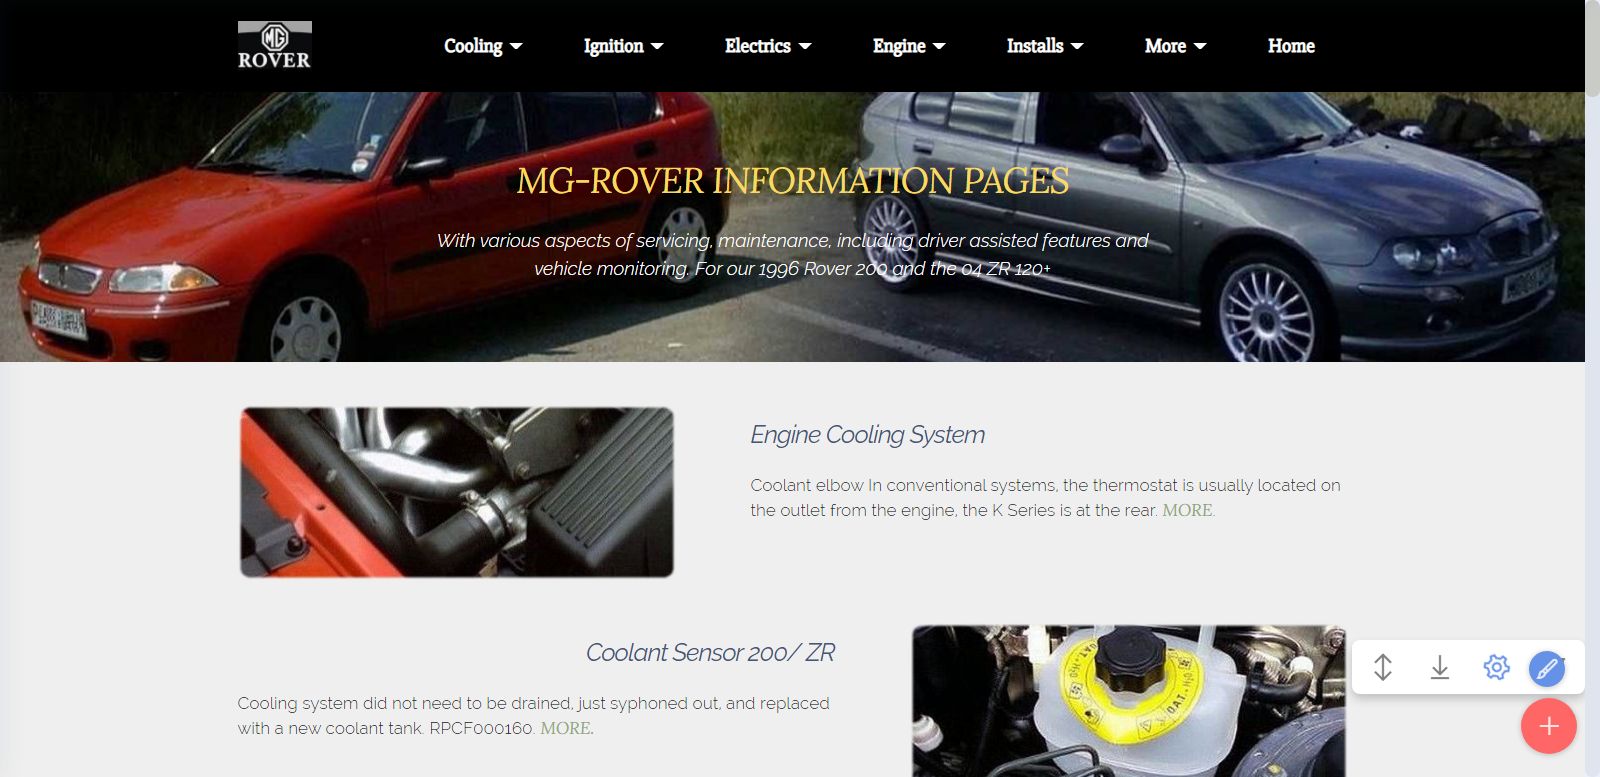 MG
ROVER
Cooling
Ignition
Electrics
Engine
Installs
More
Home
MG-ROVER INFORMATION PAGES
With various aspects of servicing, maintenance, including driver assisted features and
vehicle monitoring. For our 1996 Rover 200 and the 04 ZR 120+
Engine Cooling System
Coolant elbow In conventional systems, the thermostat is usually located on
the outlet from the engine, the K Series is at the rear. MORE.
Coolant Sensor 200/ ZR
Cooling system did not need to be drained, just syphoned out, and replaced
with a new coolant tank. RPCF000160. MORE.
OAT